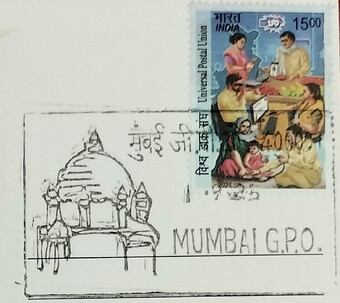 भारत
INDIA
15.00
Universal Postal Union
विश्व डाक संघ
मुंबई जी.
MUMBAI G.P.O.